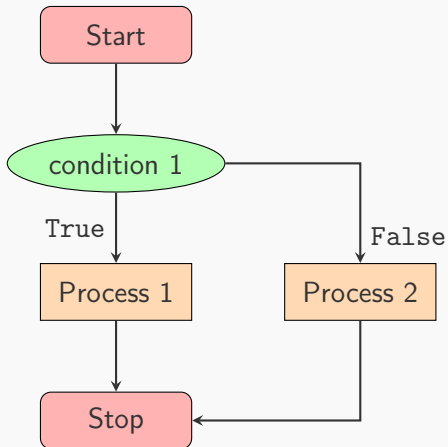 Start
condition 1
True
False
Process 1
Process 2
Stop